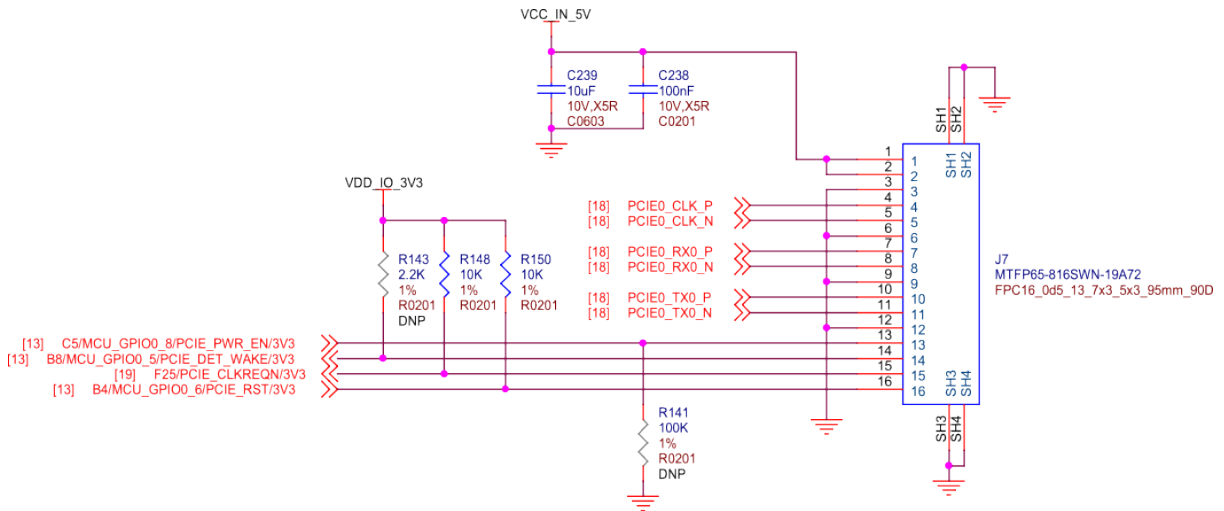 VCC_IN_5V
C239
10uF
10V,X5R
C0603
C238
100nF
10V,X5R
C0201
SH1
SH2
SH1
SH2
VDD_IO_3V3
1
2
3
4
5
6
7
8
9
10
11
12
13
14
15
16
1
2
3
4
5
6
7
8
9
10
11
12
13
14
15
16
[18] PCIE0_CLK_P
[18] PCIE0_CLK_N
[18] PCIE0_RX0_P
[18] PCIE0_RX0_N
[18] PCIE0_TX0_P
[18] PCIE0_TX0_N
J7
MTFP65-816SWN-19A72
FPC16_0d5_13_7x3_5x3_95mm_90D
R143
2.2K
1%
R0201
DNP
R148
10K
1%
R0201
R150
10K
1%
R0201
[13] C5/MCU_GPIO0_8/PCIE_PWR_EN/3V3
[13] B8/MCU_GPIO0_5/PCIE_DET_WAKE/3V3
[19] F25/PCIE_CLKREQN/3V3
[13] B4/MCU_GPIO0_6/PCIE_RST/3V3
R141
100K
1%
R0201
DNP
SH3
SH4
SH3
SH4